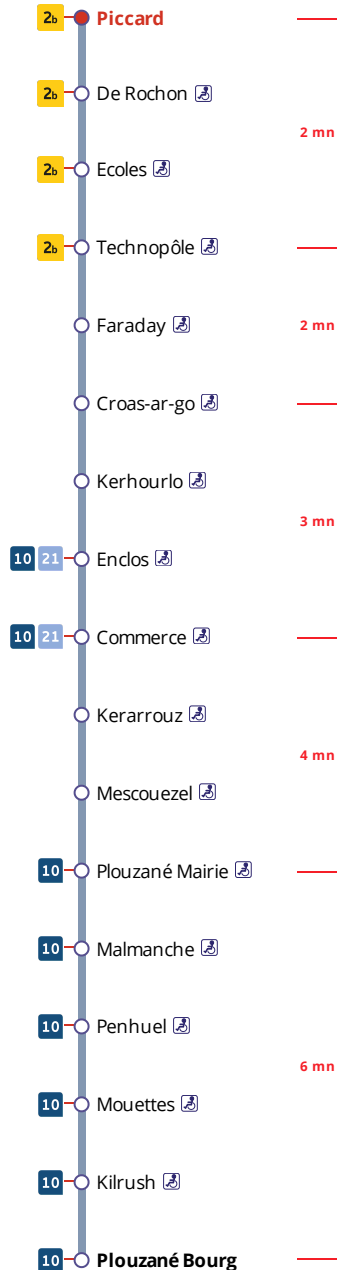 2b Piccard
2b De Rochon
2 mn
2b Ecoles
2b Technopôle
Faraday 2 mn
Croas-ar-go
Kerhourlo
3 mn
10 21 Enclos
10 21 Commerce
Kerarrouz
4 mn
Mescouezel
10 Plouzané Mairie
10 Malmanche
10 Penhuel
6 mn
10 Mouettes
10 Kilrush
10 Plouzané Bourg